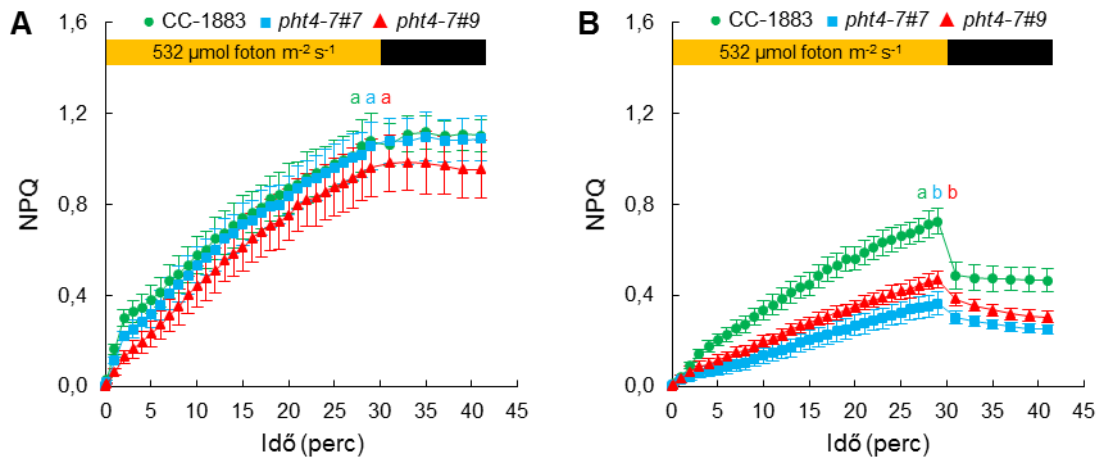 A
CC-1883 pht4-7#7 pht4-7#9
532 µmol foton m⁻² s⁻¹
a a a
NPQ
1,6
1,2
0,8
0,4
0,0
0 5 10 15 20 25 30 35 40 45
Idő (perc)
B
CC-1883 pht4-7#7 pht4-7#9
532 µmol foton m⁻² s⁻¹
a b b
NPQ
1,6
1,2
0,8
0,4
0,0
0 5 10 15 20 25 30 35 40 45
Idő (perc)